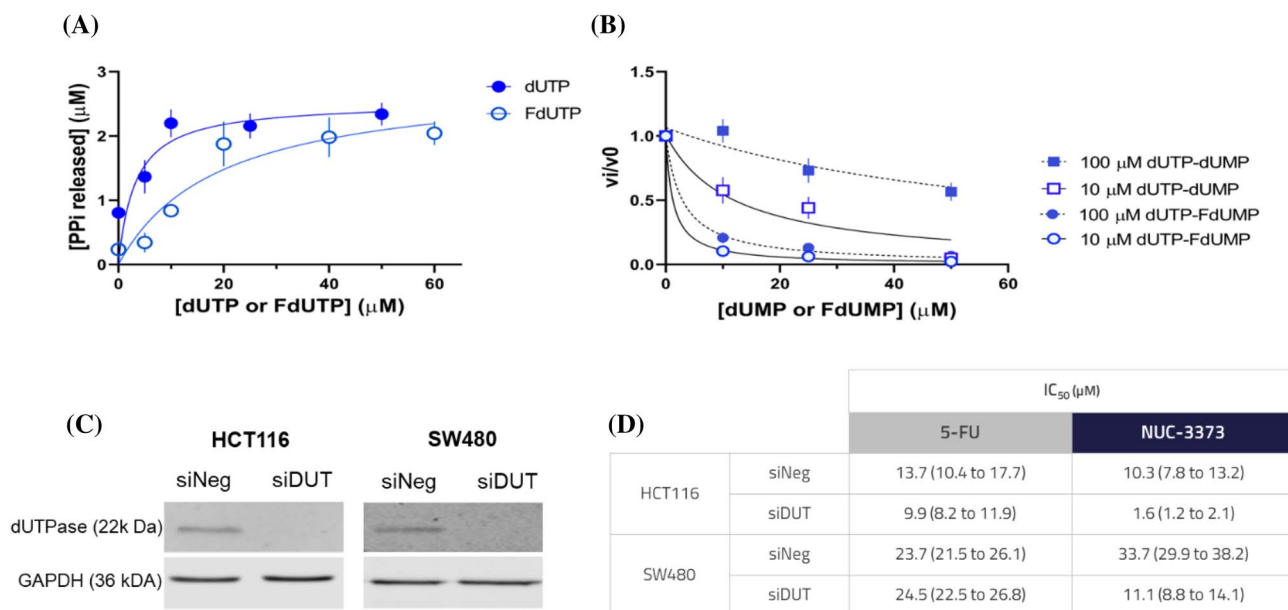 (A)
[PPi released] (µM)
3
2
1
0
0 20 40 60
[dUTP or FdUTP] (µM)
dUTP
FdUTP
(B)
vi/v0
1.5
1.0
0.5
0.0
0 20 40 60
[dUMP or FdUMP] (µM)
100 µM dUTP-dUMP
10 µM dUTP-dUMP
100 µM dUTP-FdUMP
10 µM dUTP-FdUMP
(C)
HCT116 SW480
siNeg siDUT siNeg siDUT
dUTPase (22k Da)
GAPDH (36 kDA)
(D)
IC50 (µM)
5-FU NUC-3373
HCT116
siNeg 13.7 (10.4 to 17.7) 10.3 (7.8 to 13.2)
siDUT 9.9 (8.2 to 11.9) 1.6 (1.2 to 2.1)
SW480
siNeg 23.7 (21.5 to 26.1) 33.7 (29.9 to 38.2)
siDUT 24.5 (22.5 to 26.8) 11.1 (8.8 to 14.1)